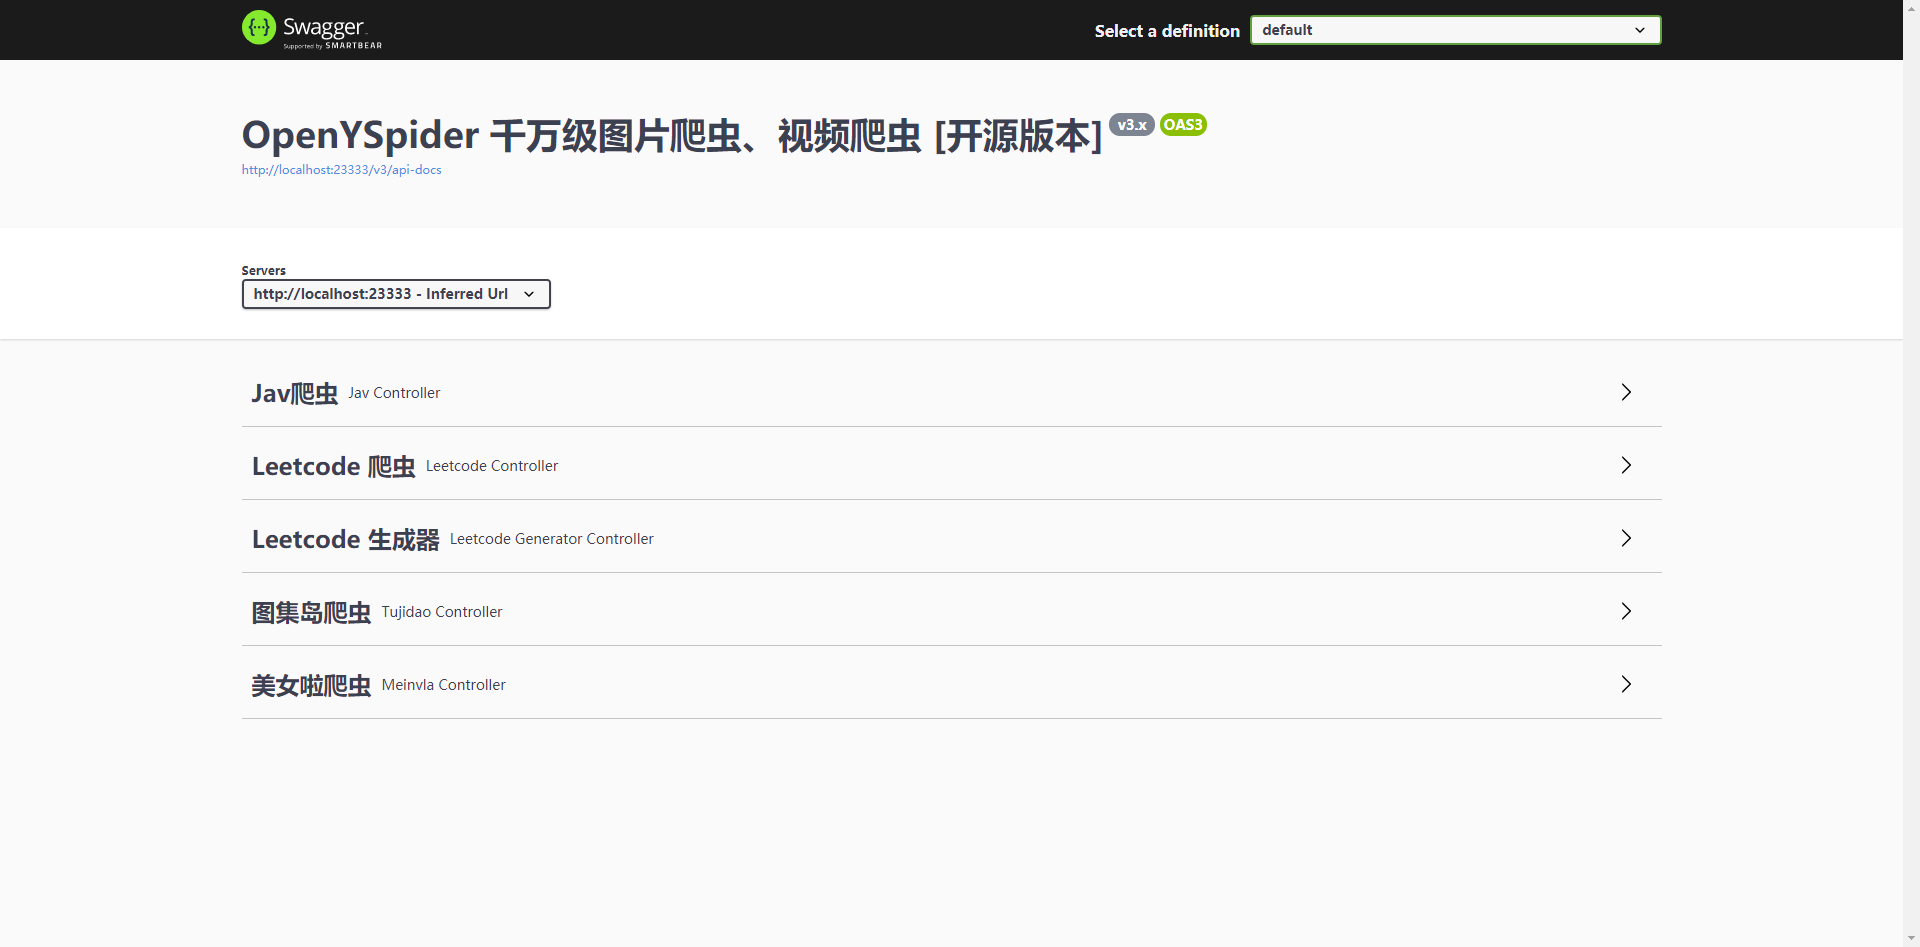 Swagger
Supported by SMARTBEAR
Select a definition
default
OpenYSpider 千万级图片爬虫、视频爬虫 [开源版本] v3.x OAS3
http://localhost:23333/v3/api-docs
Servers
http://localhost:23333 - Inferred Url
Jav爬虫 Jav Controller
Leetcode 爬虫 Leetcode Controller
Leetcode 生成器 Leetcode Generator Controller
图集岛爬虫 Tujidao Controller
美女啦爬虫 Meinvla Controller